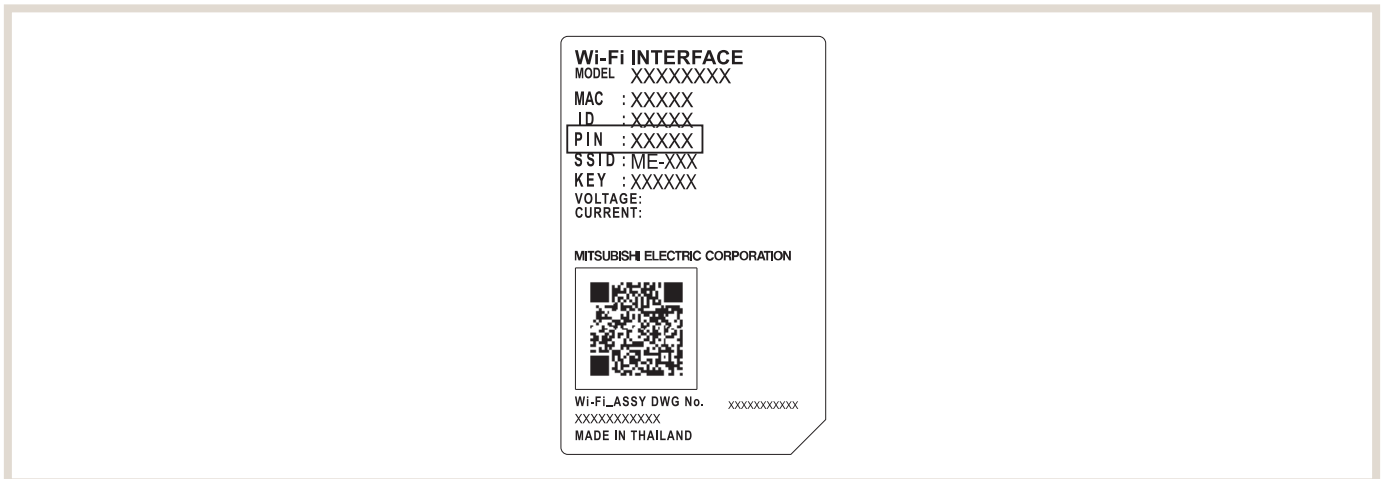 Wi-Fi INTERFACE
MODEL XXXXXXXX
MAC : XXXXX
ID : XXXXX
PIN : XXXXX
SSID : ME-XXX
KEY : XXXXXX
VOLTAGE:
CURRENT:
MITSUBISHI ELECTRIC CORPORATION
Wi-Fi_ASSY DWG No. XXXXXXXXXXX
XXXXXXXXXXX
MADE IN THAILAND